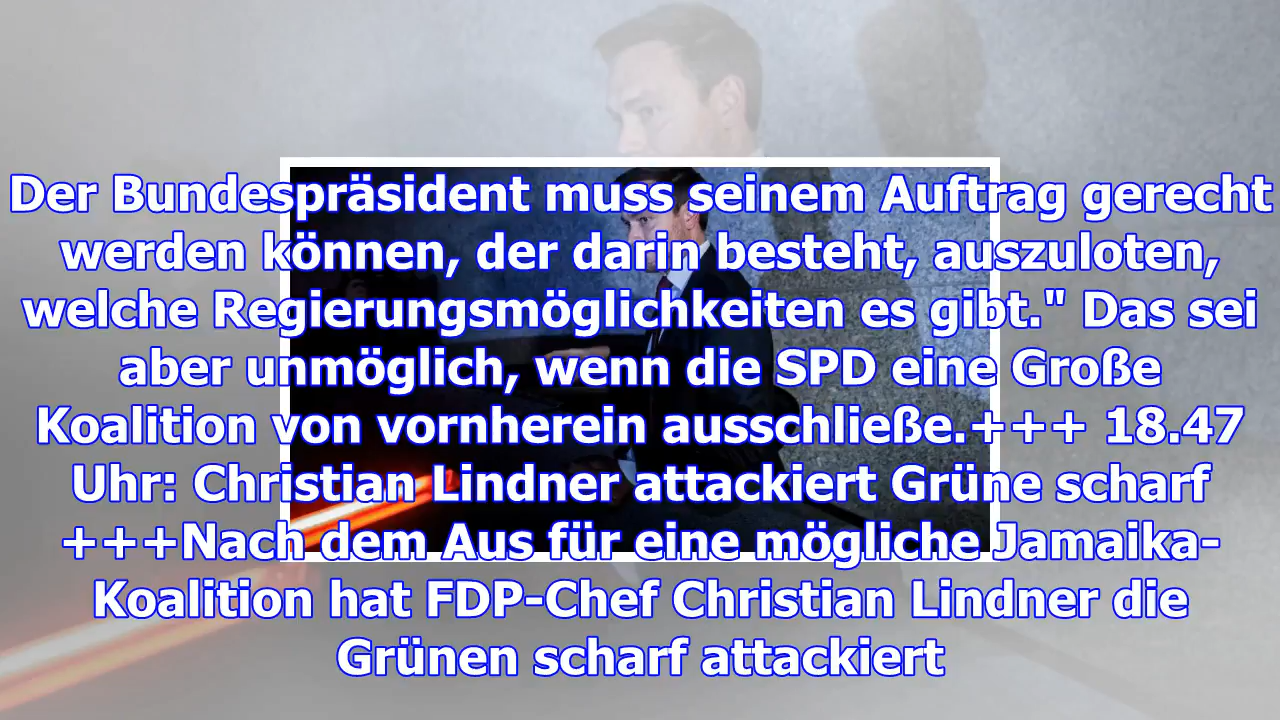 Der Bundespräsident muss seinem Auftrag gerecht
werden können, der darin besteht, auszuloten,
welche Regierungsmöglichkeiten es gibt." Das sei
aber unmöglich, wenn die SPD eine Große
Koalition von vornherein ausschließe.+++ 18.47
Uhr: Christian Lindner attackiert Grüne scharf
+++Nach dem Aus für eine mögliche Jamaika-
Koalition hat FDP-Chef Christian Lindner die
Grünen scharf attackiert